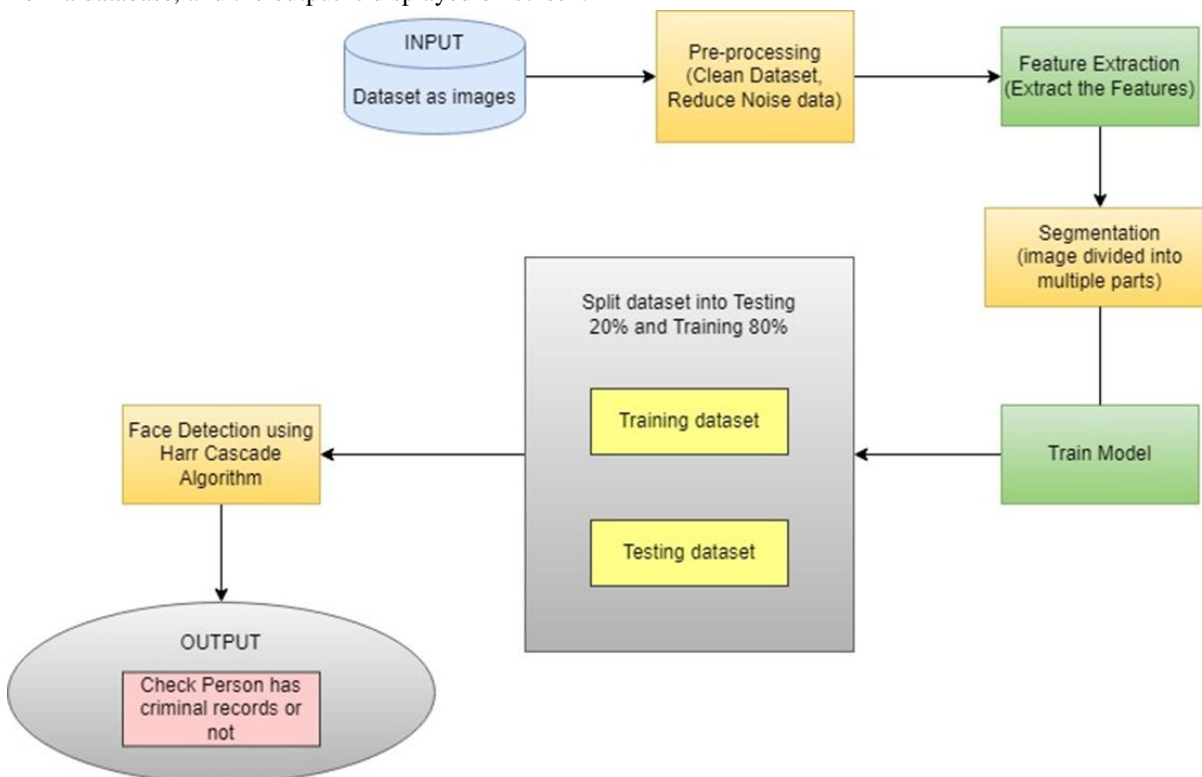 INPUT
Dataset as images
Pre-processing
(Clean Dataset,
Reduce Noise data)
Feature Extraction
(Extract the Features)
Segmentation
(image divided into
multiple parts)
Train Model
Split dataset into Testing
20% and Training 80%
Training dataset
Testing dataset
Face Detection using
Harr Cascade
Algorithm
OUTPUT
Check Person has
criminal records or
not